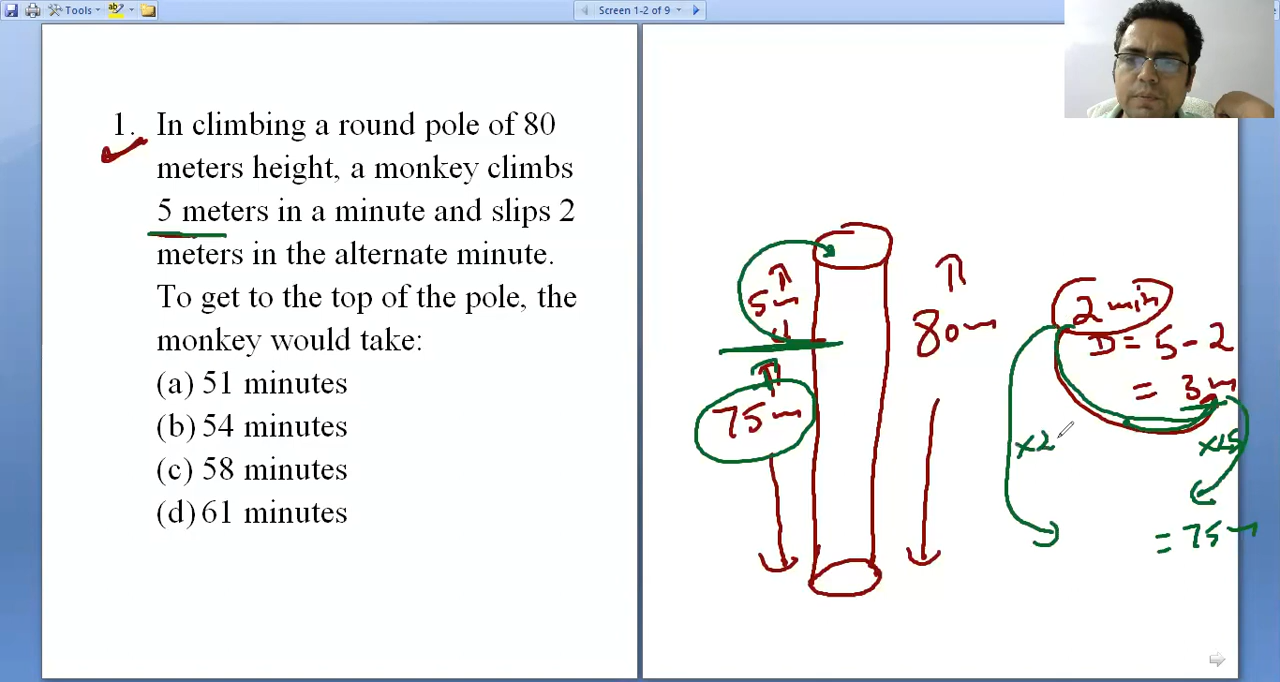 Tools
Screen 1-2 of 9
1. In climbing a round pole of 80
meters height, a monkey climbs
5 meters in a minute and slips 2
meters in the alternate minute.
To get to the top of the pole, the
monkey would take:
(a) 51 minutes
(b) 54 minutes
(c) 58 minutes
(d) 61 minutes
5m
80m
75m
2 min
D = 5 - 2
= 3m
×2
×25
= 75m